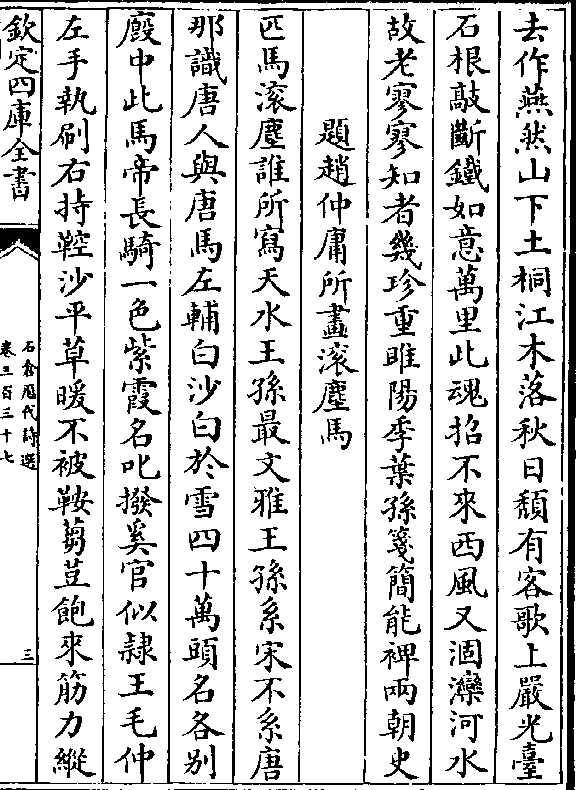 去作燕然山下土桐江木落秋日頹有客歌上嚴光臺
石根敲斷鐵如意萬里此魂招不來西風又涸灤河水
故老寥寥知者幾珍重睢陽季葉孫箋簡能裨兩朝史
題趙仲庸所畫滚塵馬
匹馬滚塵誰所寫天水王孫最文雅王孫系宋不系唐
那識唐人與唐馬左輔白沙白於雪四十萬頭名各别
廐中此馬帝長騎一色紫霞名叱撥奚官似隷王毛仲
左手執刷右持鞚沙平草暖不被鞍蒭荳飽來筋力縱
欽定四庫全書
石倉歷代詩選
卷三百三十七
三